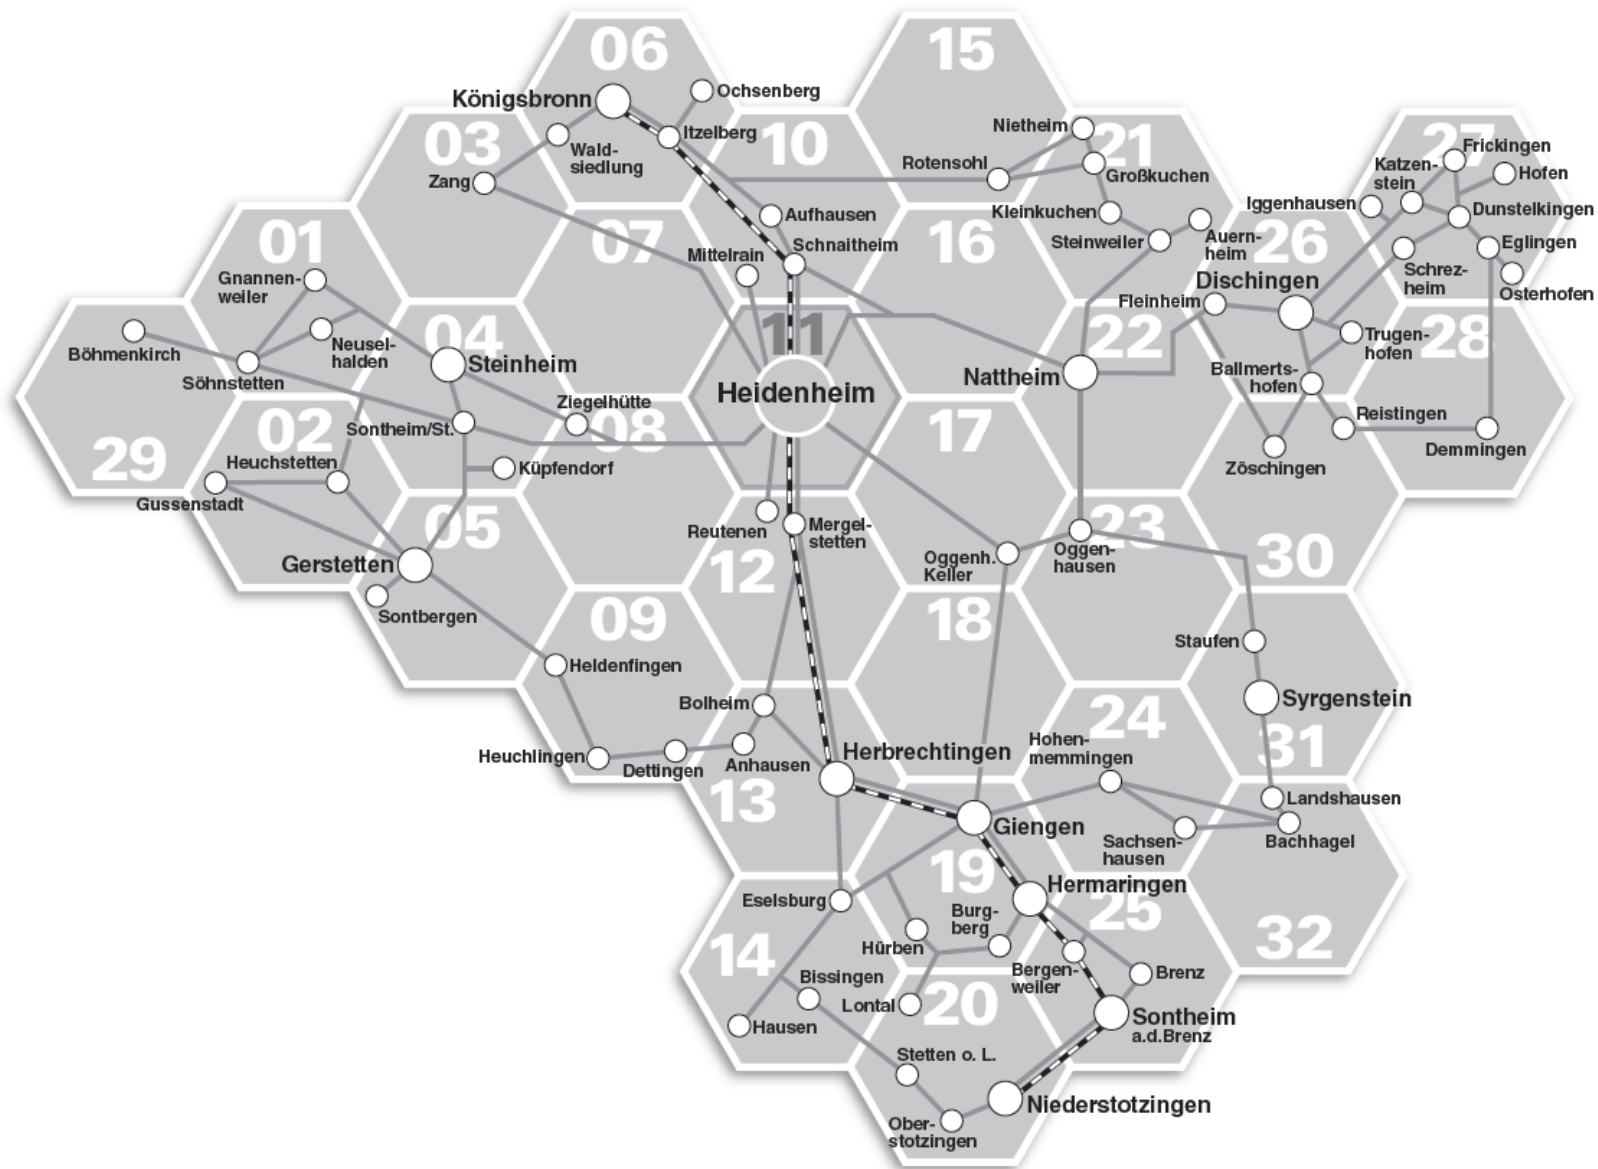 06
15
Königsbronn
Ochsenberg
Itzelberg
Wald-
siedlung
03
Zang
10
Nietheim
21
Rotensohl
Großkuchen
27
Frickingen
Katzen-
stein
Hofen
Iggenhausen
Dunstelkingen
Kleinkuchen
Aufhausen
01
07
16
Steinweiler
Auern-
heim
26
Eglingen
Mittelrain
Schnaitheim
Schrez-
heim
Osterhofen
Gnannen-
weiler
Dischingen
Fleinheim
Böhmenkirch
Neusel-
halden
04
11
22
Trugen-
hofen
28
Söhnstetten
Steinheim
Heidenheim
Nattheim
Ballmerts-
hofen
Ziegelhütte
02
Sontheim/St.
08
17
Reistingen
29
Heuchstetten
Küpfendorf
Zöschingen
Demmingen
Gussenstadt
05
Reutenen
Mergel-
stetten
23
Oggenh.
Keller
Oggen-
hausen
30
Gerstetten
12
Sontbergen
09
18
Staufen
Heldenfingen
Bolheim
24
Syrgenstein
Heuchlingen
Dettingen
Anhausen
Herbrechtingen
Hohen-
memmingen
31
13
Landshausen
Giengen
Sachsen-
hausen
Bachhagel
19
Hermaringen
Eselsburg
Burg-
berg
25
14
Hürben
32
Bissingen
Bergen-
weiler
Brenz
Lontal
20
Hausen
Sontheim
a.d.Brenz
Stetten o. L.
Niederstotzingen
Ober-
stotzingen